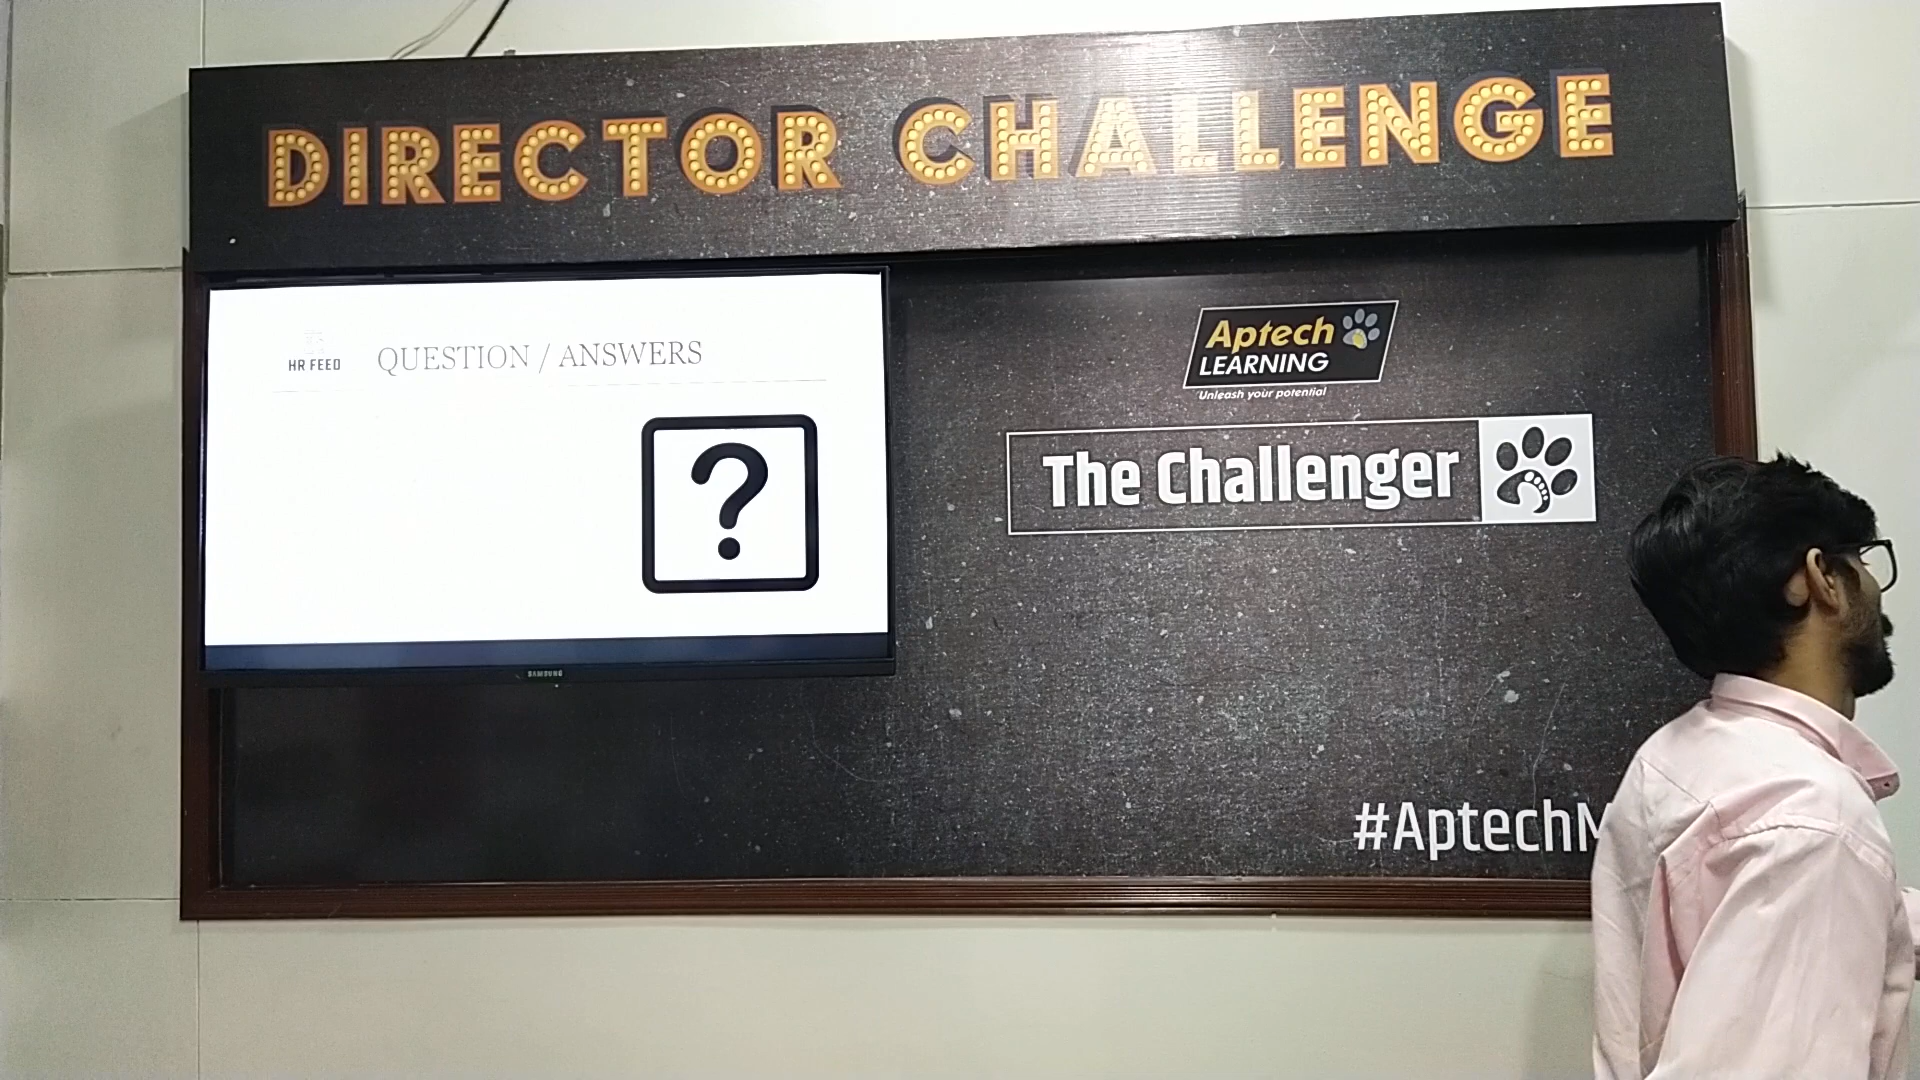 DIRECTOR CHALLENGE
HR FEED
QUESTION / ANSWERS
?
SAMSUNG
Aptech
LEARNING
Unleash your potential
The Challenger
#AptechM